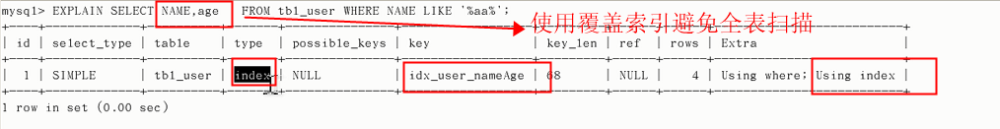 mysql> EXPLAIN SELECT NAME,age FROM tbl_user WHERE NAME LIKE '%aa%';
使用覆盖索引避免全表扫描
| id | select_type | table | type | possible_keys | key | key_len | ref | rows | Extra |
| 1 | SIMPLE | tbl_user | index | NULL | idx_user_nameAge | 68 | NULL | 4 | Using where; Using index |
1 row in set (0.00 sec)